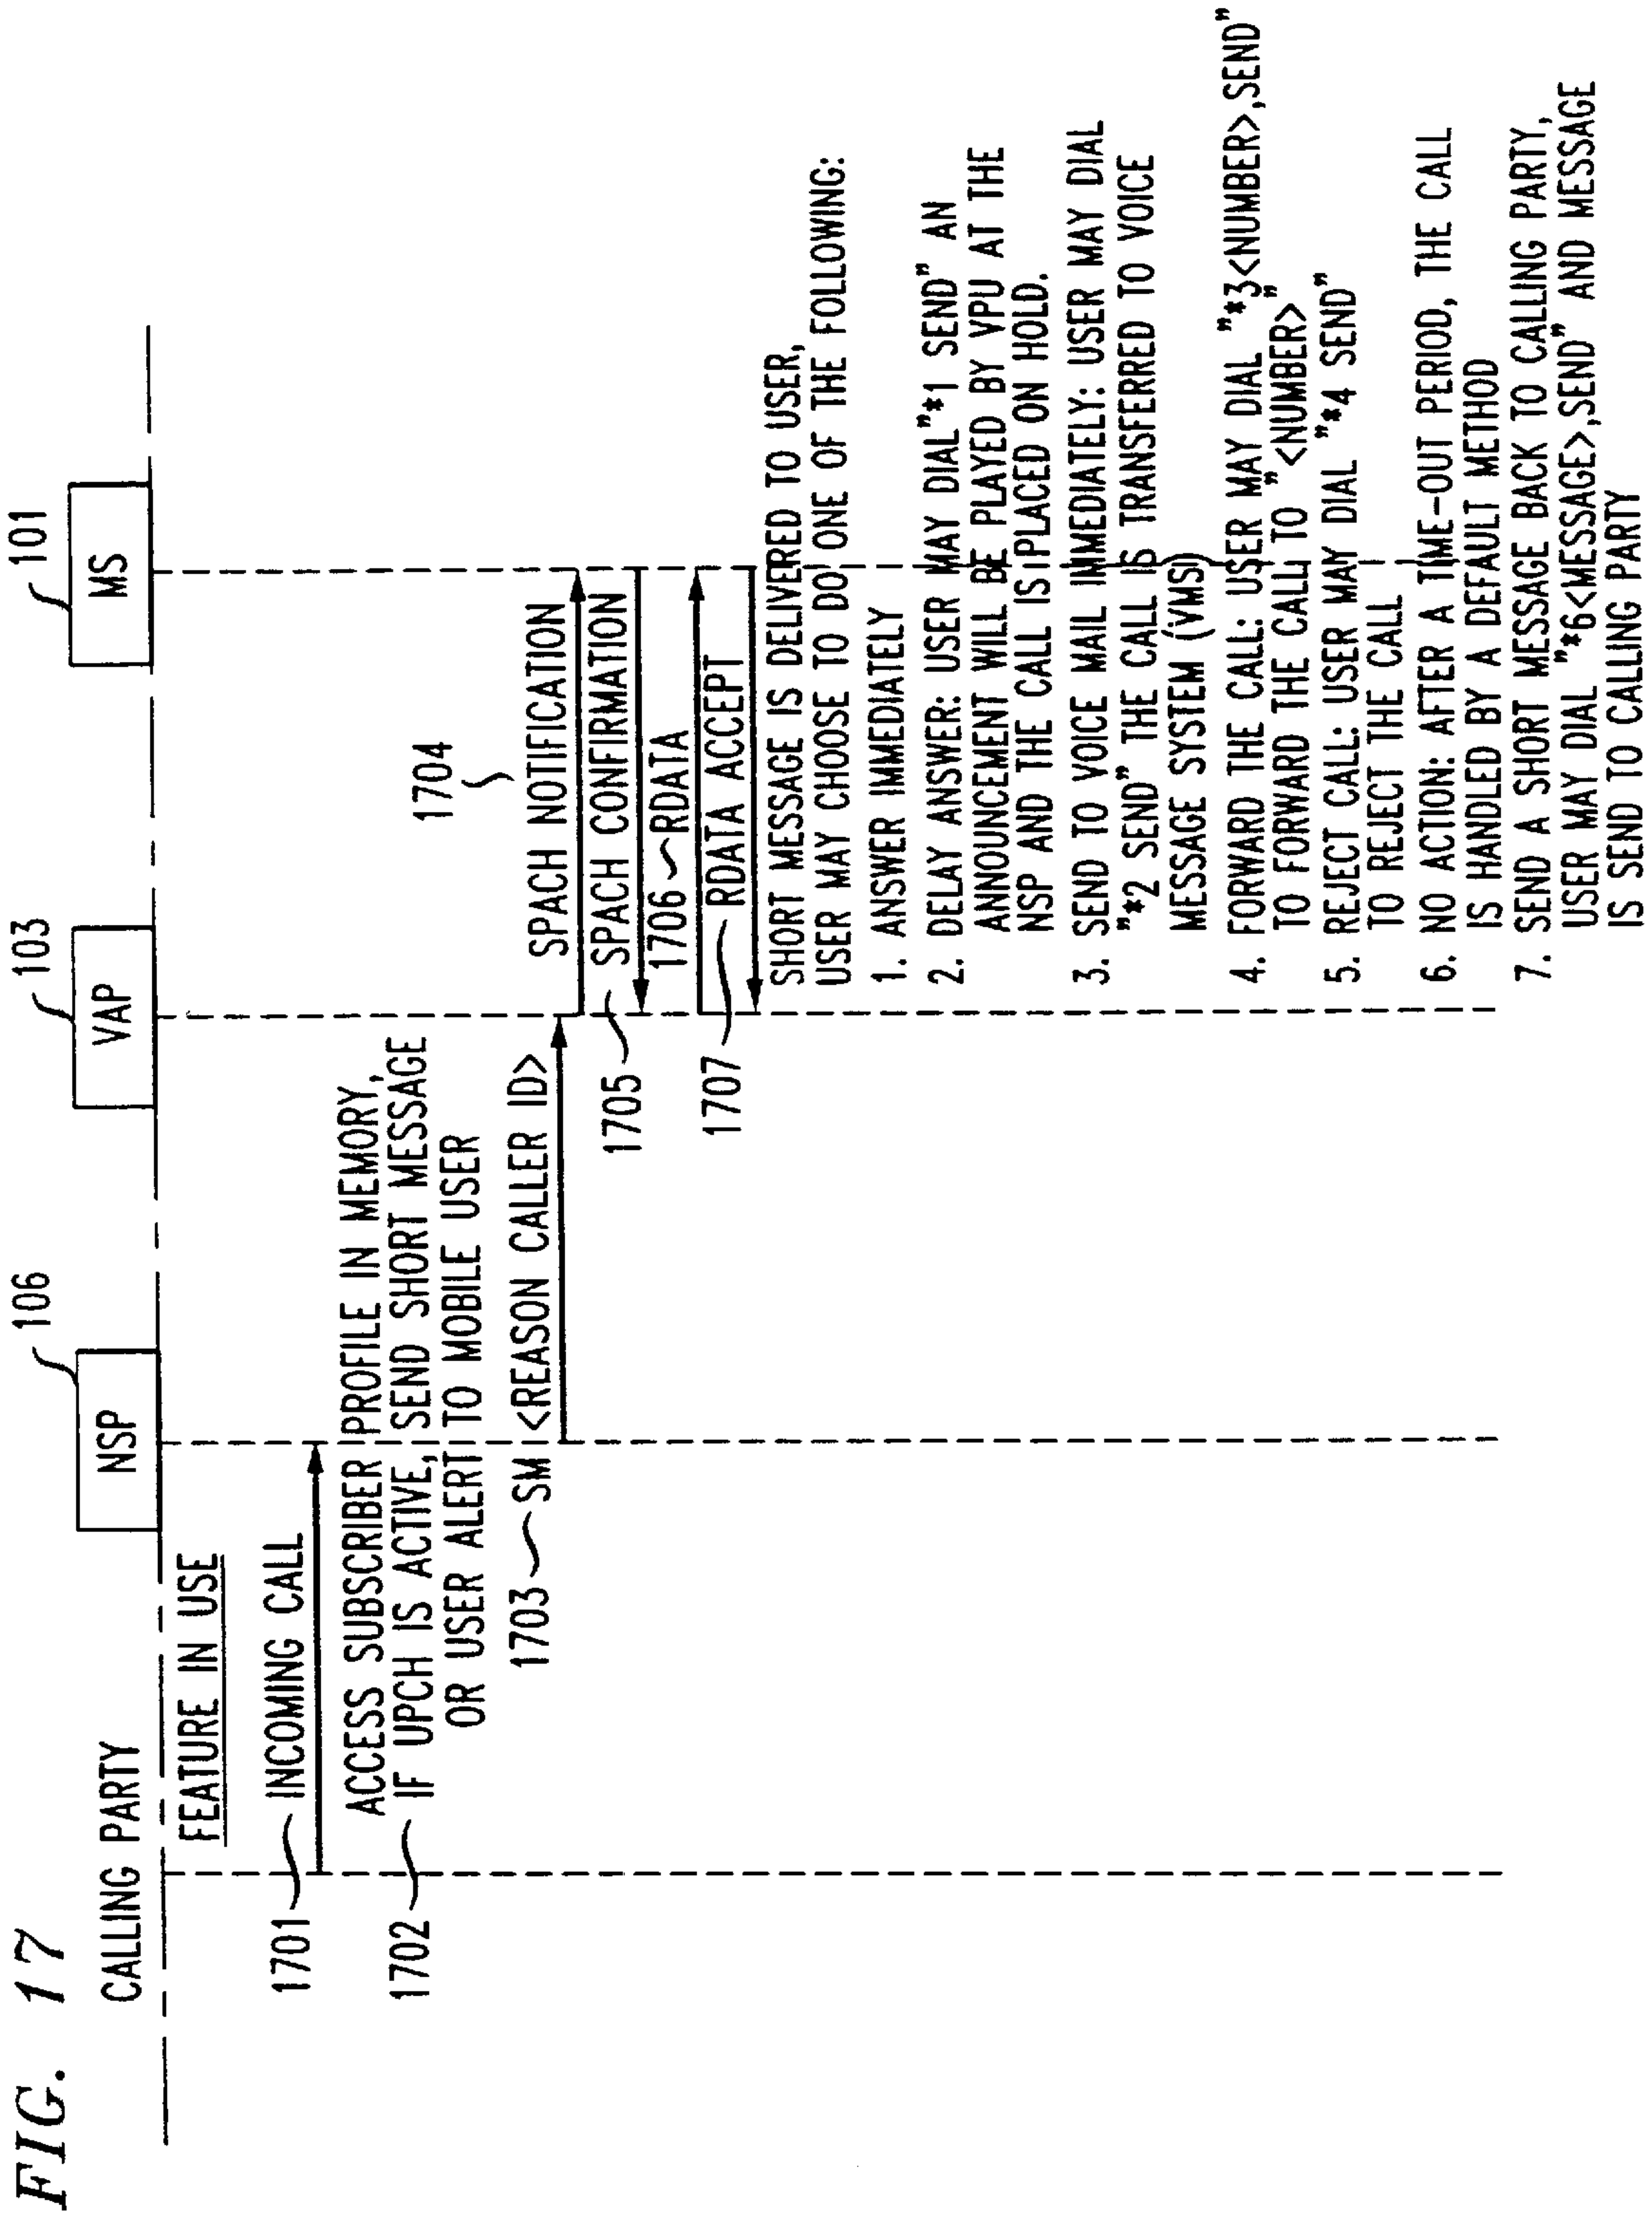 FIG. 17
CALLING PARTY
NSP
106
VAP
103
MS
101
FEATURE IN USE
1701
INCOMING CALL
1702
ACCESS SUBSCRIBER PROFILE IN MEMORY,
IF UPCH IS ACTIVE, SEND SHORT MESSAGE
OR USER ALERT TO MOBILE USER
1703
SM <REASON CALLER ID>
1704
SPACH NOTIFICATION
1705
SPACH CONFIRMATION
1706
RDATA
1707
RDATA ACCEPT
SHORT MESSAGE IS DELIVERED TO USER,
USER MAY CHOOSE TO DO ONE OF THE FOLLOWING:
1. ANSWER IMMEDIATELY
2. DELAY ANSWER: USER MAY DIAL"*1 SEND" AN
ANNOUNCEMENT WILL BE PLAYED BY VPU AT THE
NSP AND THE CALL IS PLACED ON HOLD.
3. SEND TO VOICE MAIL IMMEDIATELY: USER MAY DIAL
"*2 SEND" THE CALL IS TRANSFERRED TO VOICE
MESSAGE SYSTEM (VMS)
4. FORWARD THE CALL: USER MAY DIAL "*3<NUMBER>,SEND"
TO FORWARD THE CALL TO "<NUMBER>"
5. REJECT CALL: USER MAY DIAL "*4 SEND"
TO REJECT THE CALL
6. NO ACTION: AFTER A TIME-OUT PERIOD, THE CALL
IS HANDLED BY A DEFAULT METHOD
7. SEND A SHORT MESSAGE BACK TO CALLING PARTY,
USER MAY DIAL "*6<MESSAGE>,SEND" AND MESSAGE
IS SEND TO CALLING PARTY